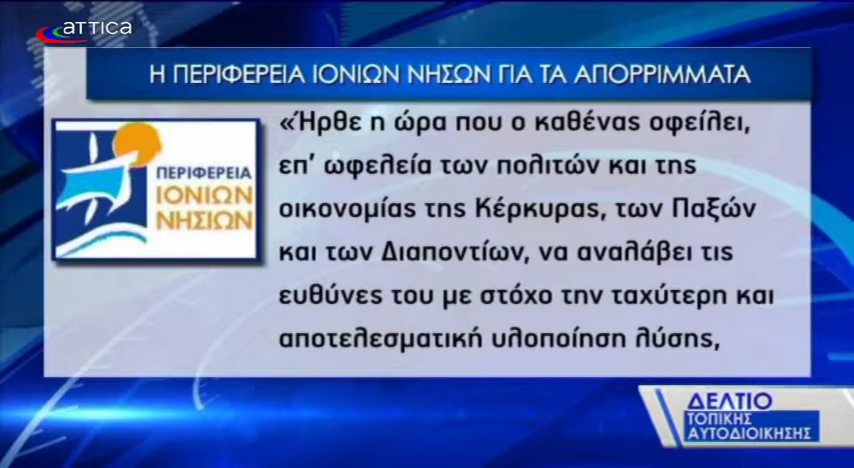 ATTICA
Η ΠΕΡΙΦΕΡΕΙΑ ΙΟΝΙΩΝ ΝΗΣΩΝ ΓΙΑ ΤΑ ΑΠΟΡΡΙΜΜΑΤΑ
ΠΕΡΙΦΕΡΕΙΑ
ΙΟΝΙΩΝ
ΝΗΣΙΩΝ
«Ήρθε η ώρα που ο καθένας οφείλει,
επ’ ωφελεία των πολιτών και της
οικονομίας της Κέρκυρας, των Παξών
και των Διαποντίων, να αναλάβει τις
ευθύνες του με στόχο την ταχύτερη και
αποτελεσματική υλοποίηση λύσης,
ΔΕΛΤΙΟ
ΤΟΠΙΚΗΣ
ΑΥΤΟΔΙΟΙΚΗΣΗΣ